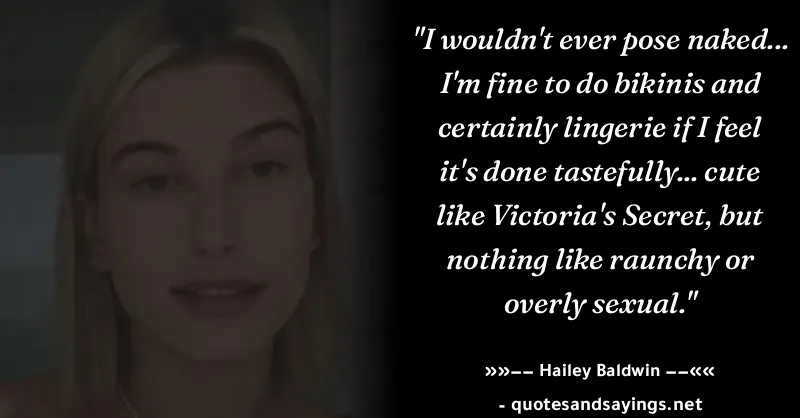 "I wouldn't ever pose naked...
I'm fine to do bikinis and
certainly lingerie if I feel
it's done tastefully... cute
like Victoria's Secret, but
nothing like raunchy or
overly sexual."
»»–– Hailey Baldwin ––««
- quotesandsayings.net